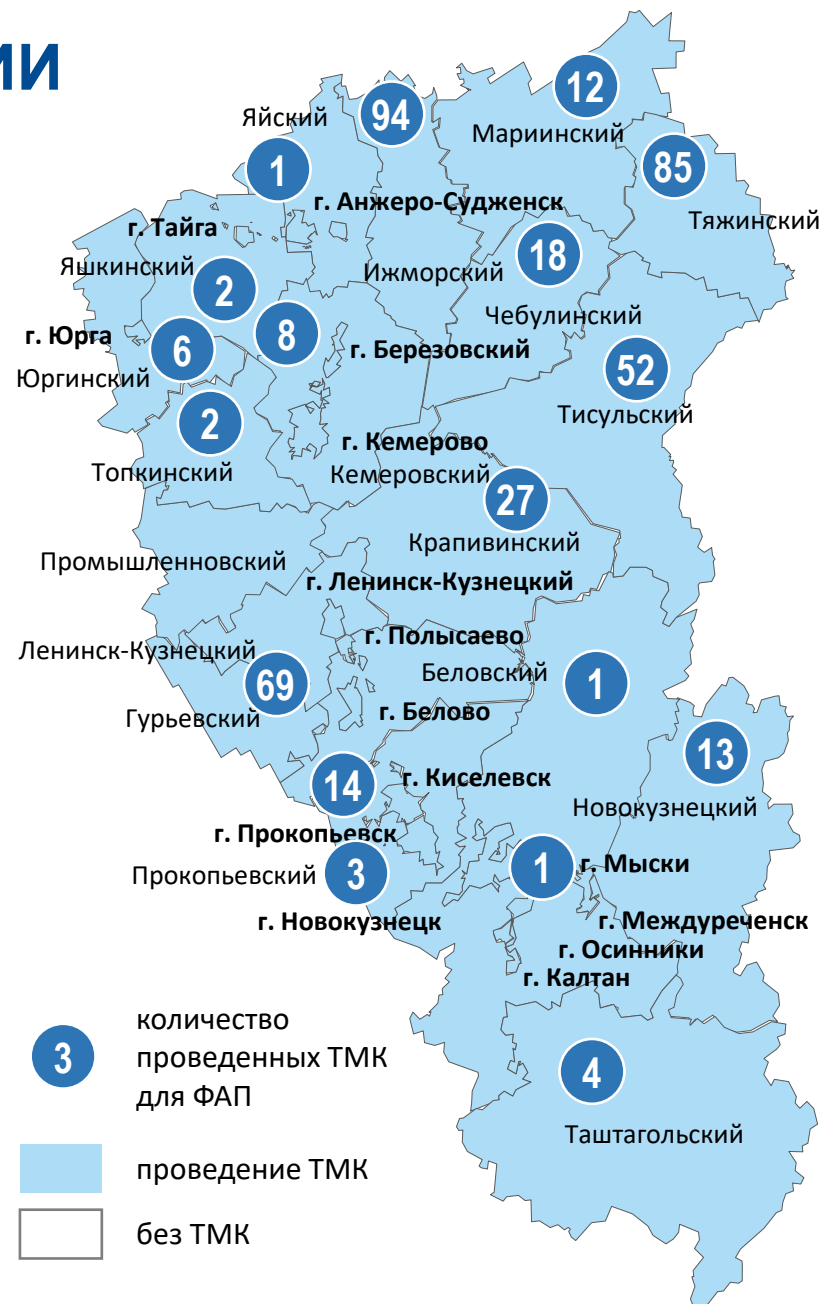 ИИ
12
94
Яйский
Мариинский
85
1
г. Анжеро-Судженск
Тяжинский
г. Тайга
18
Яшкинский
Ижморский
2
Чебулинский
8
г. Юрга
6
г. Березовский
52
Юргинский
Тисульский
2
г. Кемерово
Топкинский
Кемеровский
27
Крапивинский
Промышленновский
г. Ленинск-Кузнецкий
г. Полысаево
Ленинск-Кузнецкий
Беловский
69
1
Гурьевский
г. Белово
13
14
г. Киселевск
Новокузнецкий
г. Прокопьевск
Прокопьевский
3
1
г. Мыски
г. Новокузнецк
г. Междуреченск
г. Осинники
г. Калтан
3
количество
проведенных ТМК
для ФАП
4
Таштагольский
проведение ТМК
без ТМК